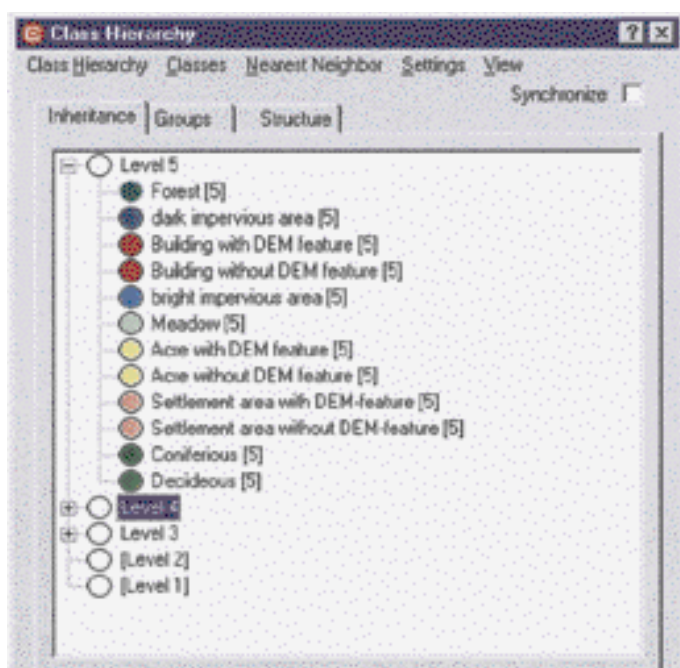 Class Hierarchy
Class Hierarchy Classes Nearest Neighbor Settings View
Synchronize
Inheritance Groups Structure
Level 5
Forest [5]
dark impervious area [5]
Building with DEM feature [5]
Building without DEM feature [5]
bright impervious area [5]
Meadow [5]
Acre with DEM feature [5]
Acre without DEM feature [5]
Settlement area with DEM-feature [5]
Settlement area without DEM-feature [5]
Coniferious [5]
Decideous [5]
Level 4
Level 3
[Level 2]
[Level 1]